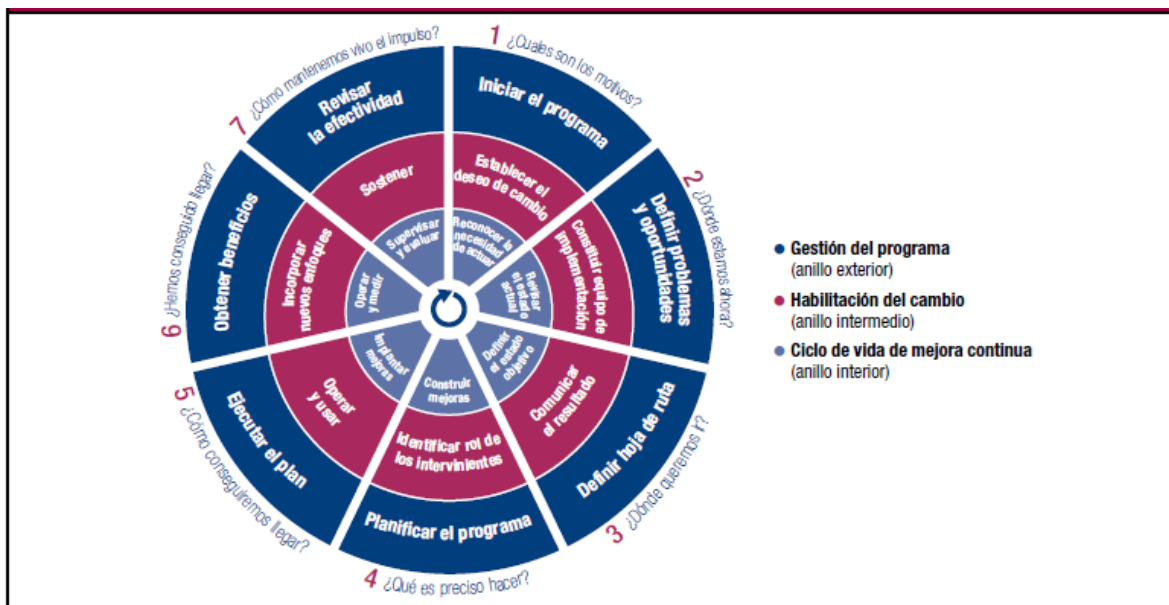 1 ¿Cuales son los motivos?
Iniciar el programa
Establecer el
deseo de cambio
Reconocer la
necesidad
de actuar
2 ¿Dónde estamos ahora?
Definir problemas
y oportunidades
Constituir equipo de
implementación
Revisar
el estado
actual
3 ¿Dónde queremos ir?
Definir hoja de ruta
Comunicar
el resultado
Definir
el estado
objetivo
4 ¿Qué es preciso hacer?
Planificar el programa
Identificar rol de
los intervinientes
Construir
mejoras
5 ¿Cómo conseguiremos llegar?
Ejecutar el plan
Operar
y usar
Implantar
mejoras
6 ¿Hemos conseguido llegar?
Obtener beneficios
Incorporar
nuevos enfoques
Operar
y medir
7 ¿Cómo mantenemos vivo el impulso?
Revisar
la efectividad
Sostener
Supervisar
y evaluar
Gestión del programa
(anillo exterior)
Habilitación del cambio
(anillo intermedio)
Ciclo de vida de mejora continua
(anillo interior)